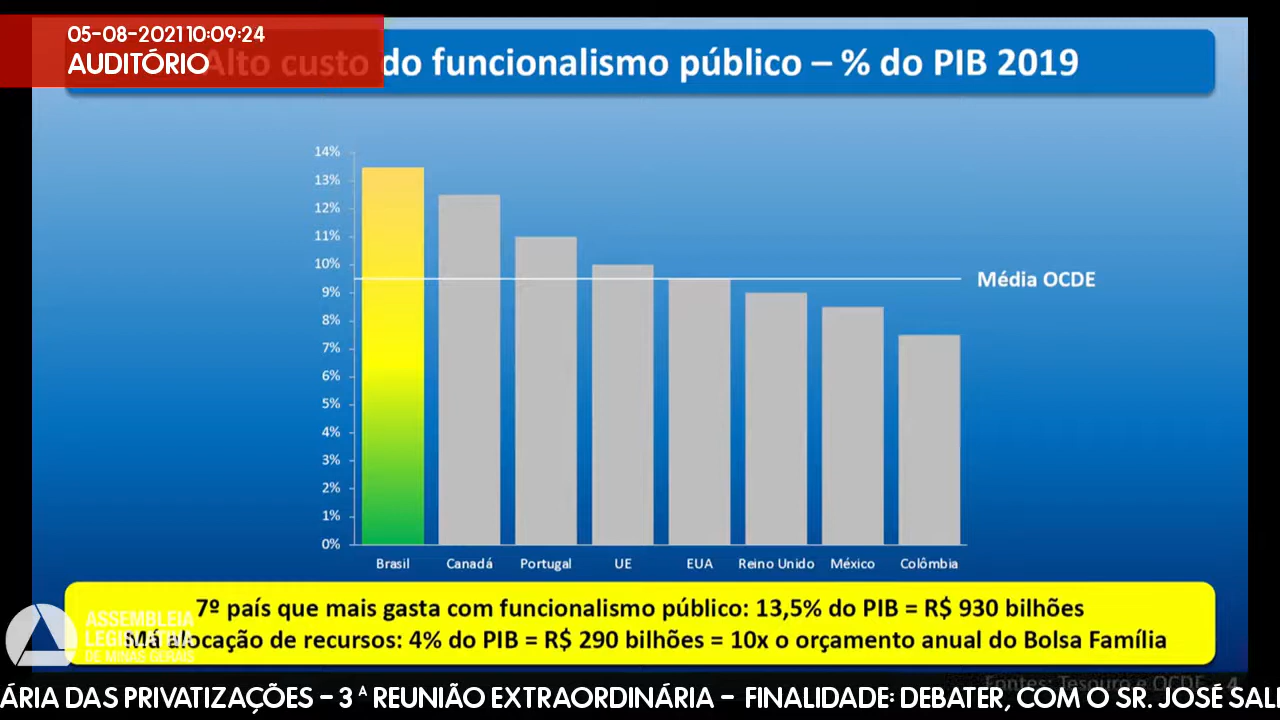 05-08-2021 10:09:24
AUDITÓRIO
Alto custo do funcionalismo público – % do PIB 2019
14%
13%
12%
11%
10%
9%
8%
7%
6%
5%
4%
3%
2%
1%
0%
Média OCDE
Brasil Canadá Portugal UE EUA Reino Unido México Colômbia
7º país que mais gasta com funcionalismo público: 13,5% do PIB = R$ 930 bilhões
Má alocação de recursos: 4% do PIB = R$ 290 bilhões = 10x o orçamento anual do Bolsa Família
ASSEMBLEIA
LEGISLATIVA
DE MINAS GERAIS
Fontes: Tesouro e OCDE - 4
ÁRIA DAS PRIVATIZAÇÕES – 3ª REUNIÃO EXTRAORDINÁRIA – FINALIDADE: DEBATER, COM O SR. JOSÉ SAL